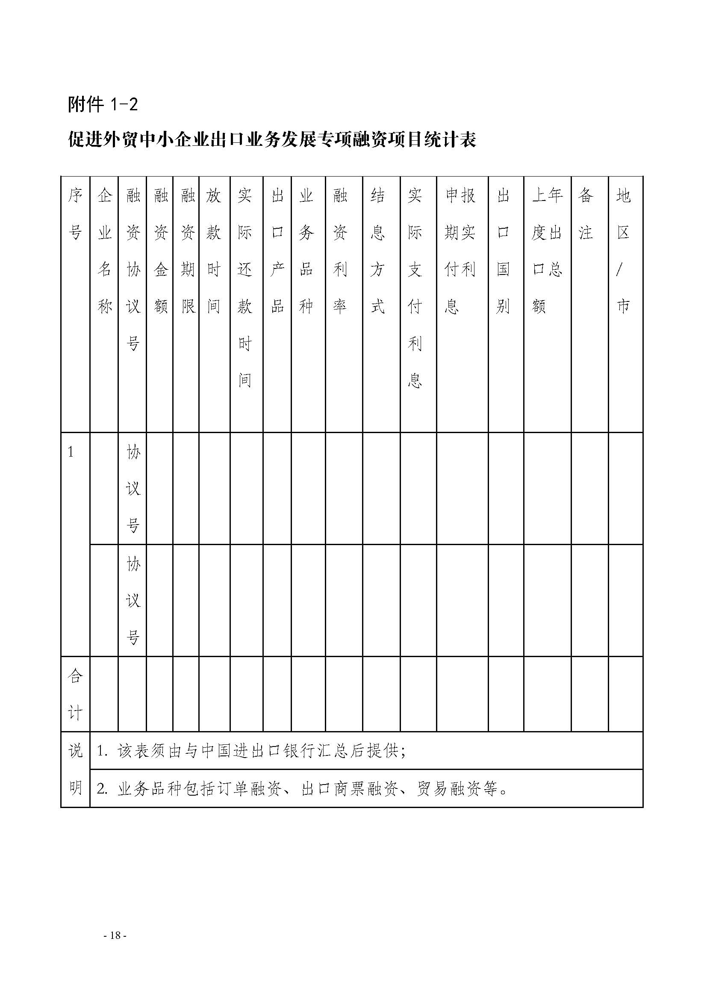 附件 1-2
促进外贸中小企业出口业务发展专项融资项目统计表
序号
企业名称
融资协议号
融资金额
融资期限
放款时间
实际还款时间
出口产品
业务品种
融资利率
结息方式
实际支付利息
申报期实付利息
出口国别
上年度出口总额
备注
地区/市
1
协议号
协议号
合计
说明
1. 该表须由与中国进出口银行汇总后提供;
2. 业务品种包括订单融资、出口商票融资、贸易融资等。
- 18 -